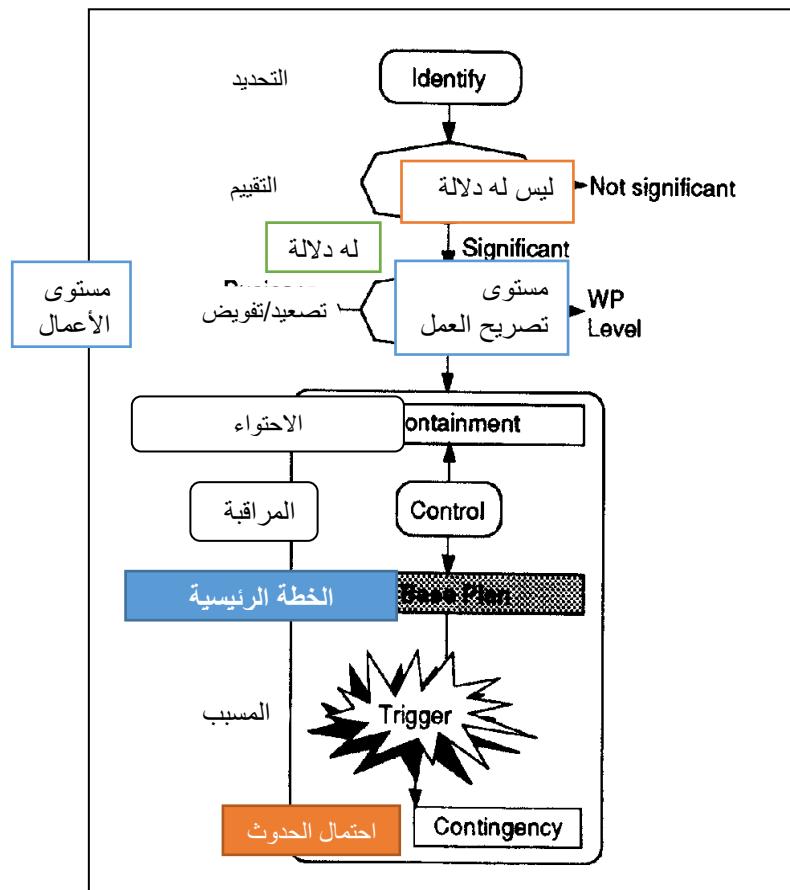 التحديد
Identify
التقييم
ليس له دلالة
Not significant
له دلالة
Significant
مستوى
الأعمال
تصعيد/تفويض
مستوى
تصريح العمل
WP
Level
الاحتواء
ontainment
المراقبة
Control
الخطة الرئيسية
Base Plan
المسبب
Trigger
احتمال الحدوث
Contingency